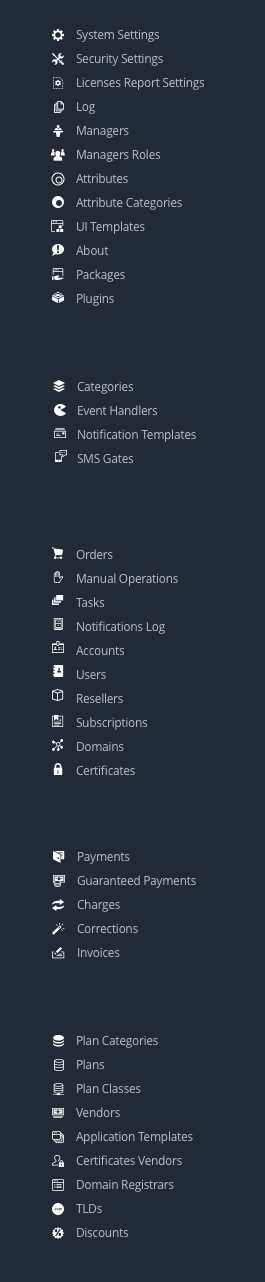 System Settings
Security Settings
Licenses Report Settings
Log
Managers
Managers Roles
Attributes
Attribute Categories
UI Templates
About
Packages
Plugins
Categories
Event Handlers
Notification Templates
SMS Gates
Orders
Manual Operations
Tasks
Notifications Log
Accounts
Users
Resellers
Subscriptions
Domains
Certificates
Payments
Guaranteed Payments
Charges
Corrections
Invoices
Plan Categories
Plans
Plan Classes
Vendors
Application Templates
Certificates Vendors
Domain Registrars
TLDs
Discounts